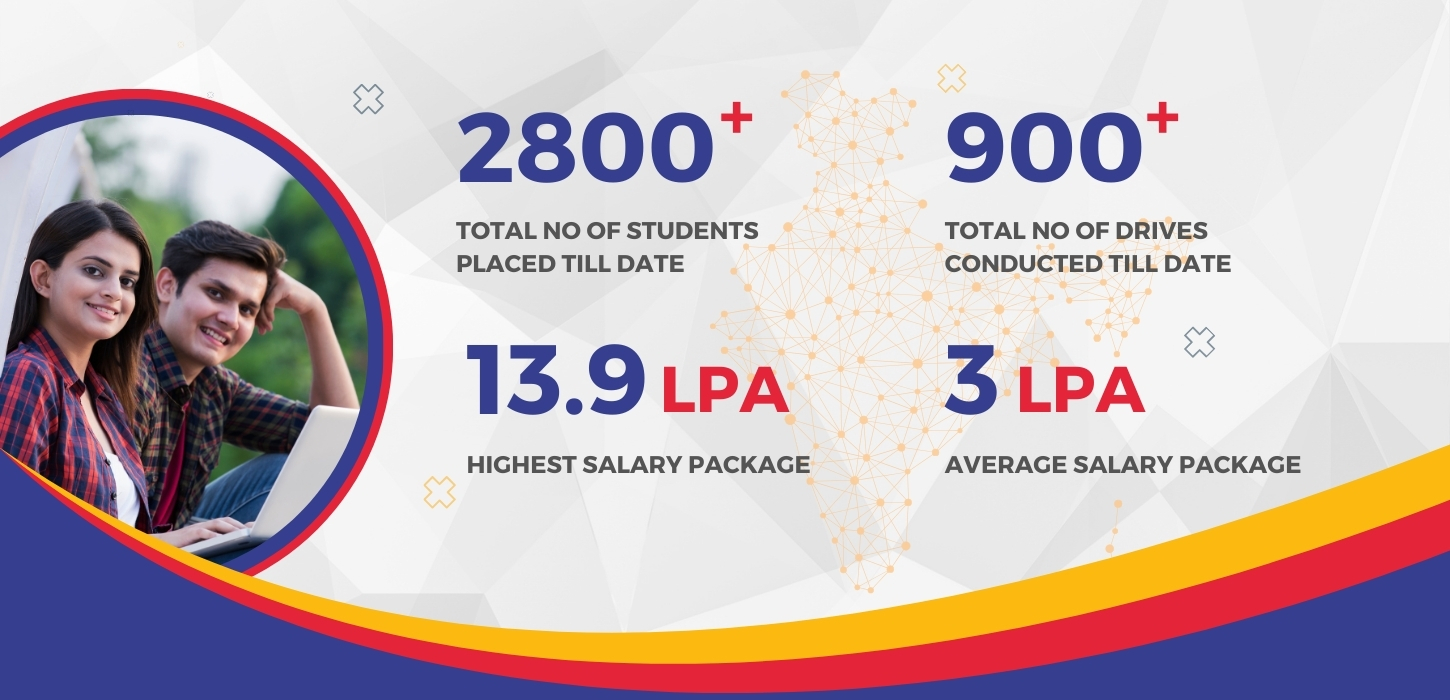 2800+
TOTAL NO OF STUDENTS
PLACED TILL DATE
900+
TOTAL NO OF DRIVES
CONDUCTED TILL DATE
13.9 LPA
HIGHEST SALARY PACKAGE
3 LPA
AVERAGE SALARY PACKAGE